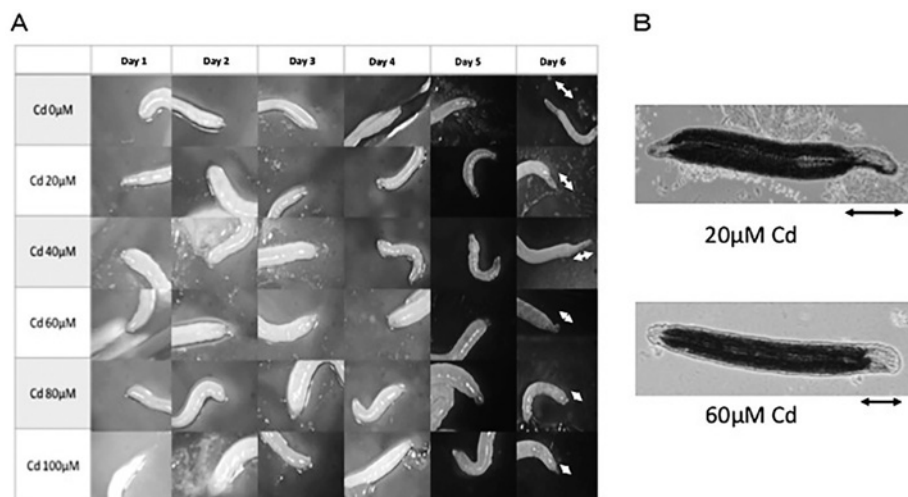 A
Day 1 Day 2 Day 3 Day 4 Day 5 Day 6
Cd 0µM
Cd 20µM
Cd 40µM
Cd 60µM
Cd 80µM
Cd 100µM
B
20µM Cd
60µM Cd